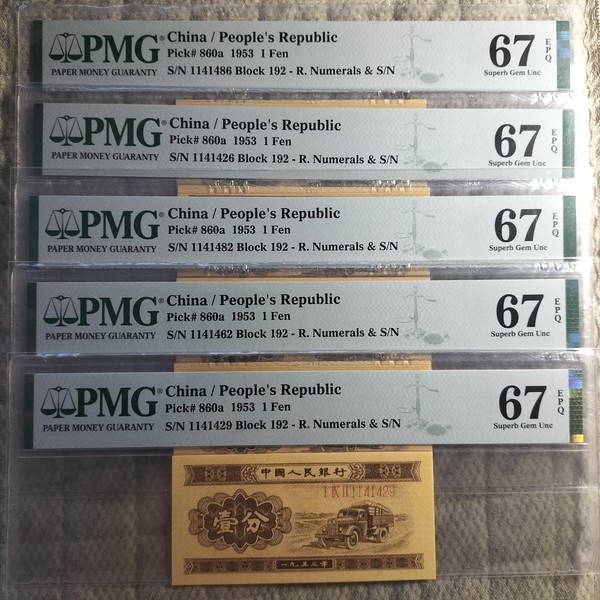 PMG®
PAPER MONEY GUARANTY
China / People's Republic
Pick# 860a 1953 1 Fen
S/N 1141486 Block 192 - R. Numerals & S/N
67
EPQ
Superb Gem Unc
PMG®
PAPER MONEY GUARANTY
China / People's Republic
Pick# 860a 1953 1 Fen
S/N 1141426 Block 192 - R. Numerals & S/N
67
EPQ
Superb Gem Unc
PMG®
PAPER MONEY GUARANTY
China / People's Republic
Pick# 860a 1953 1 Fen
S/N 1141482 Block 192 - R. Numerals & S/N
67
EPQ
Superb Gem Unc
PMG®
PAPER MONEY GUARANTY
China / People's Republic
Pick# 860a 1953 1 Fen
S/N 1141462 Block 192 - R. Numerals & S/N
67
EPQ
Superb Gem Unc
PMG®
PAPER MONEY GUARANTY
China / People's Republic
Pick# 860a 1953 1 Fen
S/N 1141429 Block 192 - R. Numerals & S/N
67
EPQ
Superb Gem Unc
中國人民銀行
I IX II 1141429
壹分
一九五三年